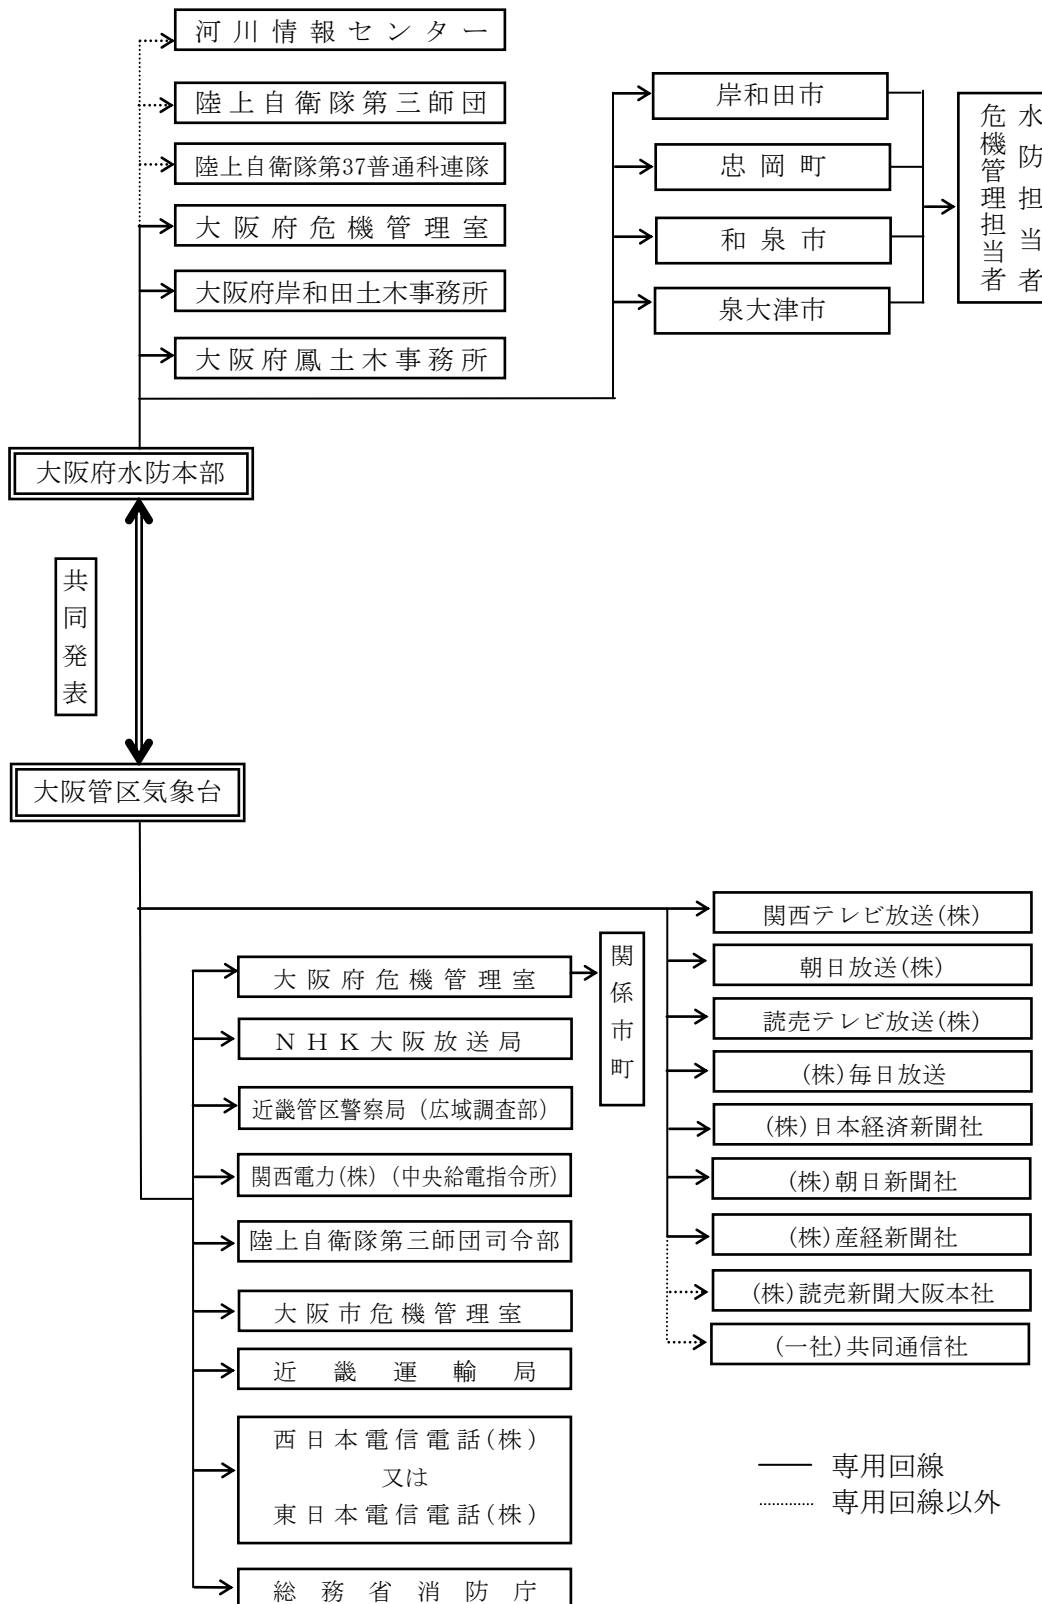 河川情報センター
陸上自衛隊第三師団
陸上自衛隊第37普通科連隊
大阪府危機管理室
大阪府岸和田土木事務所
大阪府鳳土木事務所
岸和田市
忠岡町
和泉市
泉大津市
水防担当者
危機管理担当者
大阪府水防本部
共同発表
大阪管区気象台
大阪府危機管理室
NHK大阪放送局
近畿管区警察局（広域調査部）
関西電力(株)（中央給電指令所）
陸上自衛隊第三師団司令部
大阪市危機管理室
近畿運輸局
西日本電信電話(株)
又は
東日本電信電話(株)
総務省消防庁
関係市町
関西テレビ放送(株)
朝日放送(株)
読売テレビ放送(株)
(株)毎日放送
(株)日本経済新聞社
(株)朝日新聞社
(株)産経新聞社
(株)読売新聞大阪本社
(一社)共同通信社
専用回線
専用回線以外